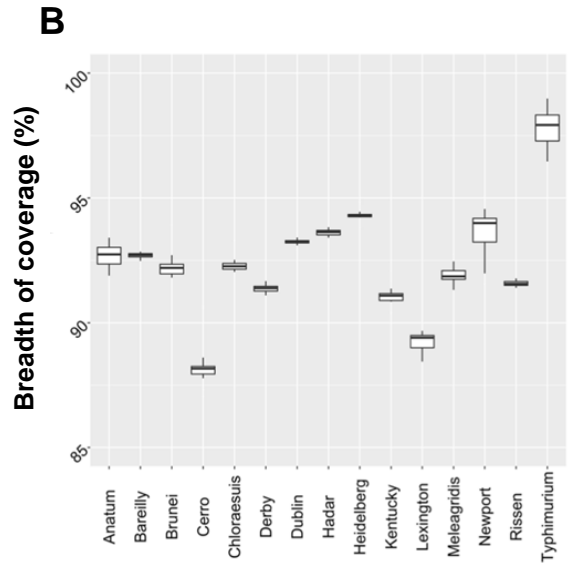 B
Breadth of coverage (%)
100
95
90
85
Anatum
Bareilly
Brunei
Cerro
Chloraesuis
Derby
Dublin
Hadar
Heidelberg
Kentucky
Lexington
Meleagridis
Newport
Rissen
Typhimurium